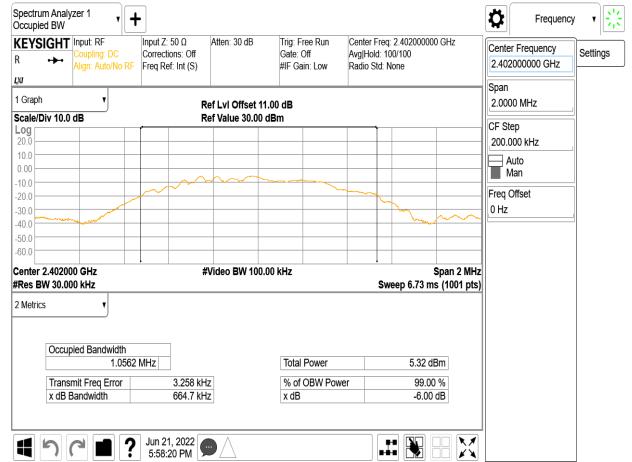 Spectrum Analyzer 1
Occupied BW
Frequency
KEYSIGHT
R
LXI
Input: RF
Coupling: DC
Align: Auto/No RF
Input Z: 50 Ω
Corrections: Off
Freq Ref: Int (S)
Atten: 30 dB
Trig: Free Run
Gate: Off
#IF Gain: Low
Center Freq: 2.402000000 GHz
Avg|Hold: 100/100
Radio Std: None
Center Frequency
2.402000000 GHz
Settings
Span
2.0000 MHz
CF Step
200.000 kHz
Auto
Man
Freq Offset
0 Hz
1 Graph
Scale/Div 10.0 dB
Ref Lvl Offset 11.00 dB
Ref Value 30.00 dBm
Log
20.0
10.0
0.00
-10.0
-20.0
-30.0
-40.0
-50.0
-60.0
Center 2.402000 GHz
#Video BW 100.00 kHz
Span 2 MHz
#Res BW 30.000 kHz
Sweep 6.73 ms (1001 pts)
2 Metrics
Occupied Bandwidth
1.0562 MHz
Total Power 5.32 dBm
Transmit Freq Error 3.258 kHz
% of OBW Power 99.00 %
x dB Bandwidth 664.7 kHz
x dB -6.00 dB
?
Jun 21, 2022
5:58:20 PM